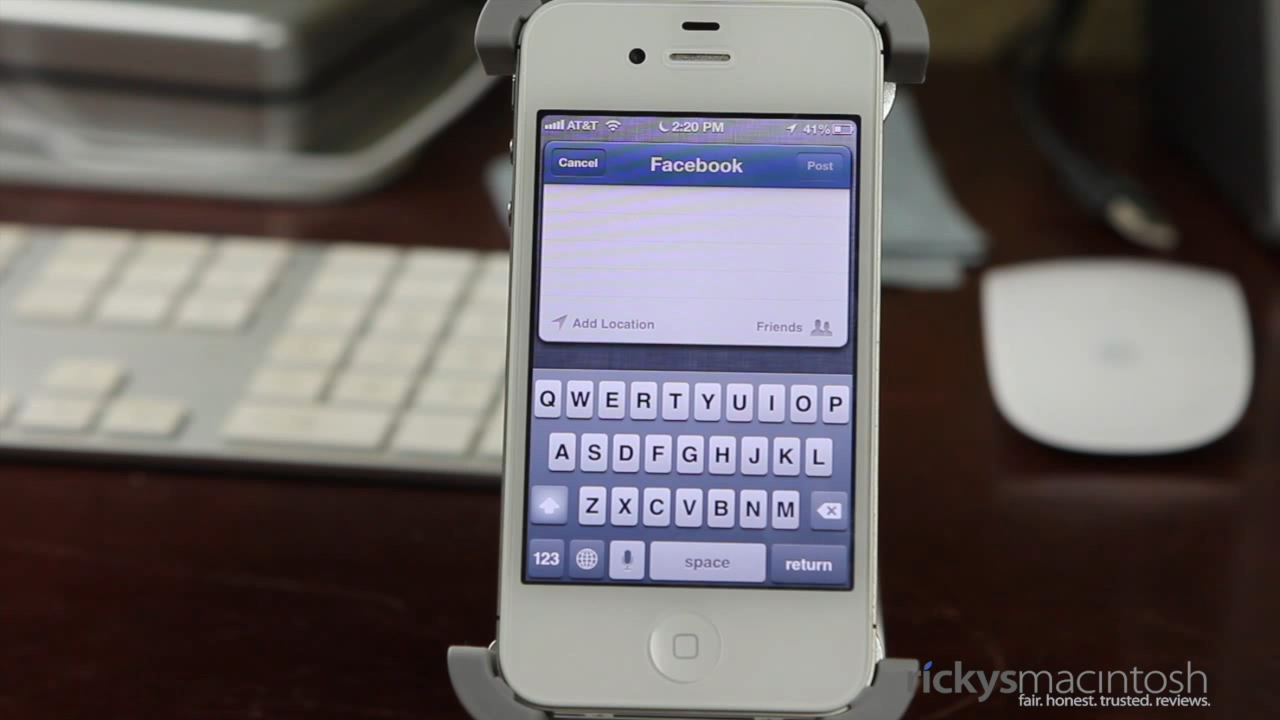 AT&T 2:20 PM 41%
Cancel Facebook Post
Add Location Friends
Q W E R T Y U I O P
A S D F G H J K L
Z X C V B N M
123 space return
rickysmacintosh
fair. honest. trusted. reviews.